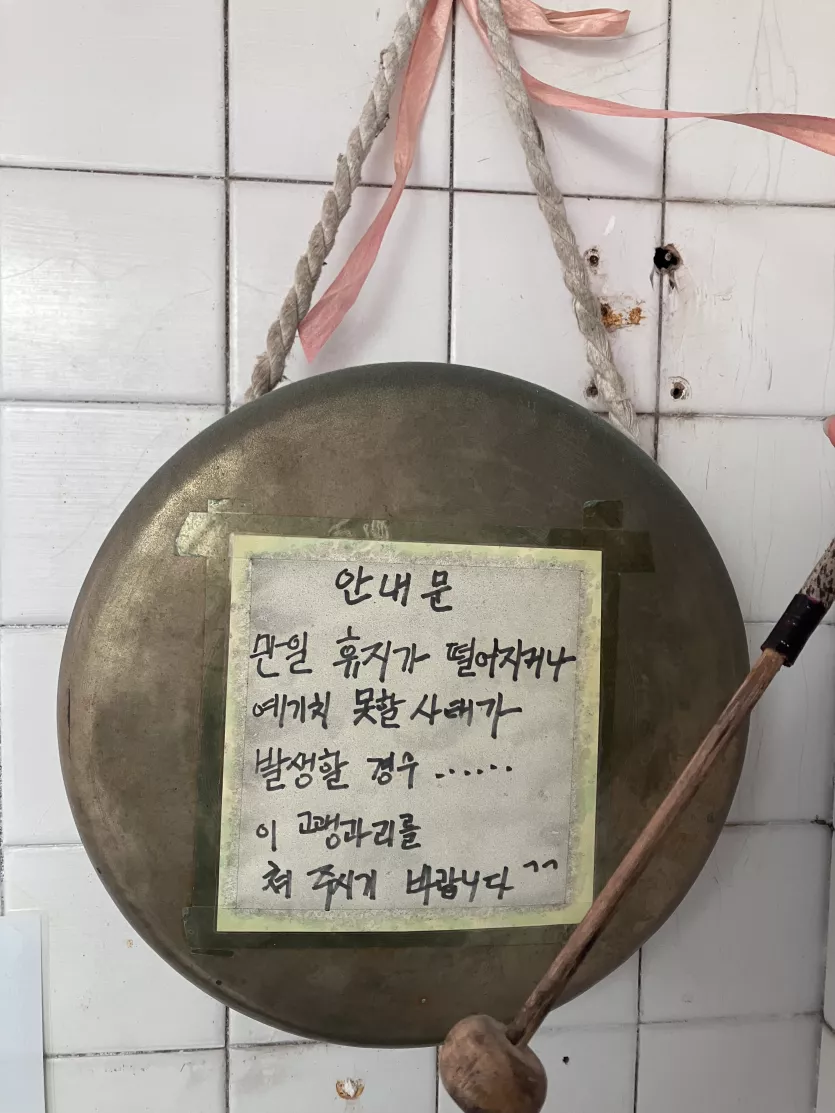 안내문
만일 휴지가 떨어지거나
예기치 못할 사태가
발생할 경우 ......
이 꽹과리를
쳐 주시기 바랍니다 ^^